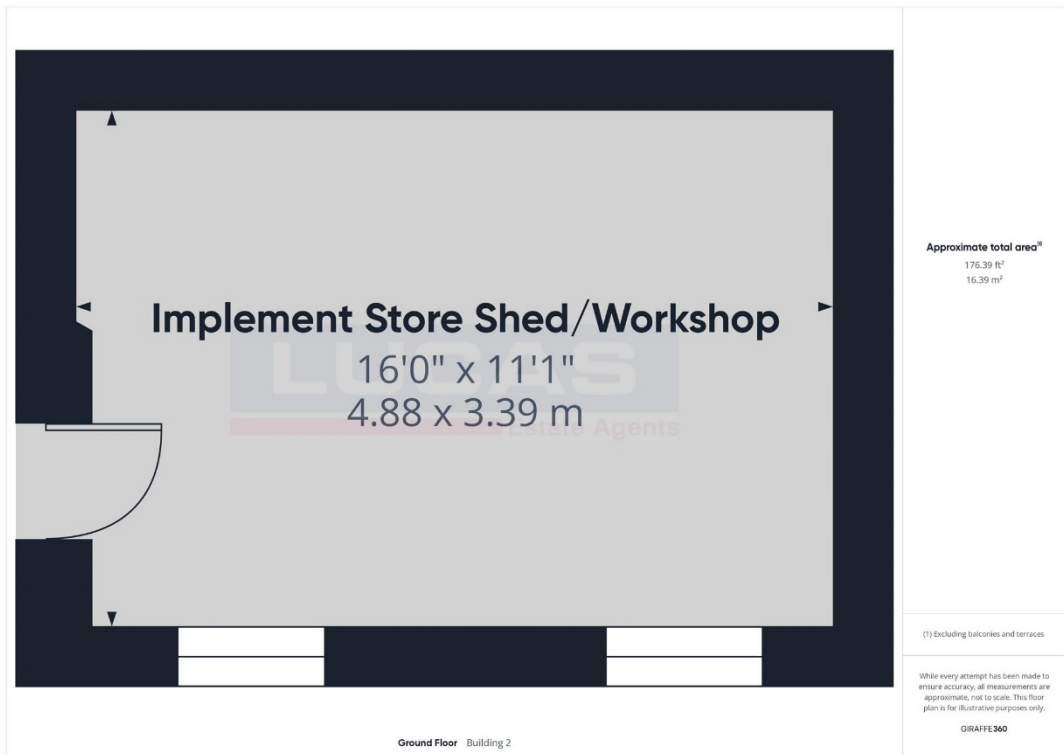 Implement Store Shed/Workshop
16'0" x 11'1"
4.88 x 3.39 m
LUCAS
Estate Agents
Ground Floor Building 2
Approximate total area(1)
176.39 ft²
16.39 m²
(1) Excluding balconies and terraces
While every attempt has been made to
ensure accuracy, all measurements are
approximate, not to scale. This floor
plan is for illustrative purposes only.
GIRAFFE360